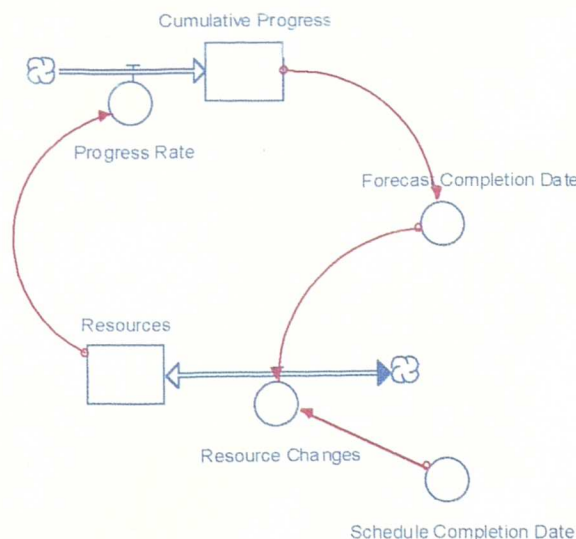 Cumulative Progress
Progress Rate
Forecast Completion Date
Resources
Resource Changes
Schedule Completion Date